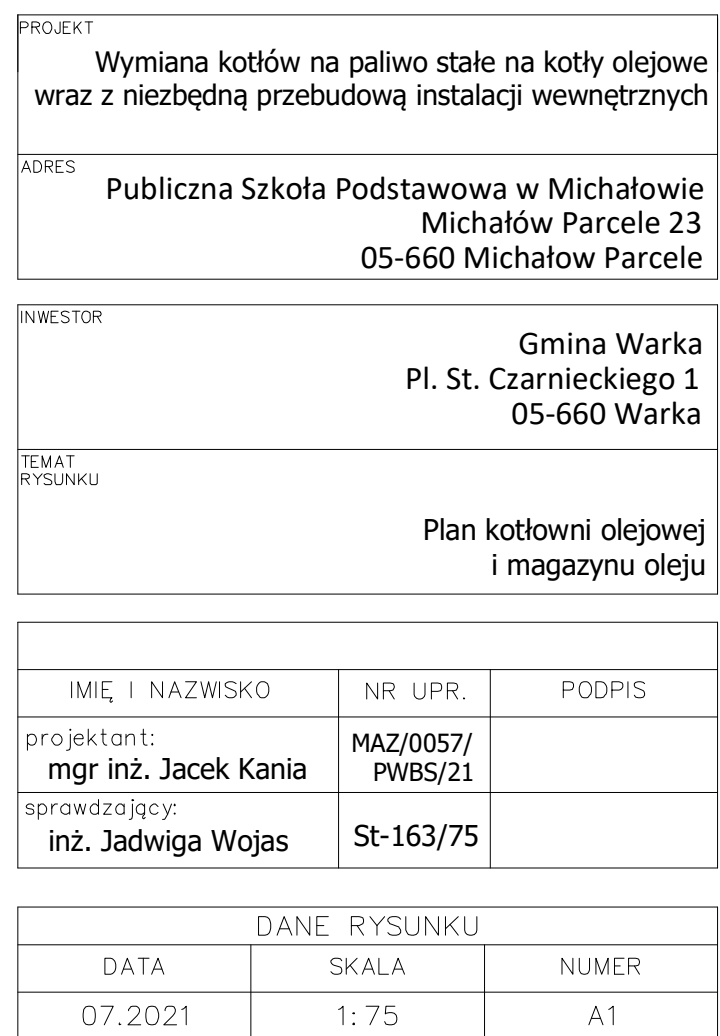 PROJEKT
Wymiana kotłów na paliwo stałe na kotły olejowe
wraz z niezbędną przebudową instalacji wewnętrznych
ADRES
Publiczna Szkoła Podstawowa w Michałowie
Michałów Parcele 23
05-660 Michałow Parcele
INWESTOR
Gmina Warka
Pl. St. Czarnieckiego 1
05-660 Warka
TEMAT
RYSUNKU
Plan kotłowni olejowej
i magazynu oleju
IMIĘ I NAZWISKO NR UPR. PODPIS
projektant:
mgr inż. Jacek Kania
MAZ/0057/
PWBS/21
sprawdzający:
inż. Jadwiga Wojas
St-163/75
DANE RYSUNKU
DATA SKALA NUMER
07.2021 1:75 A1